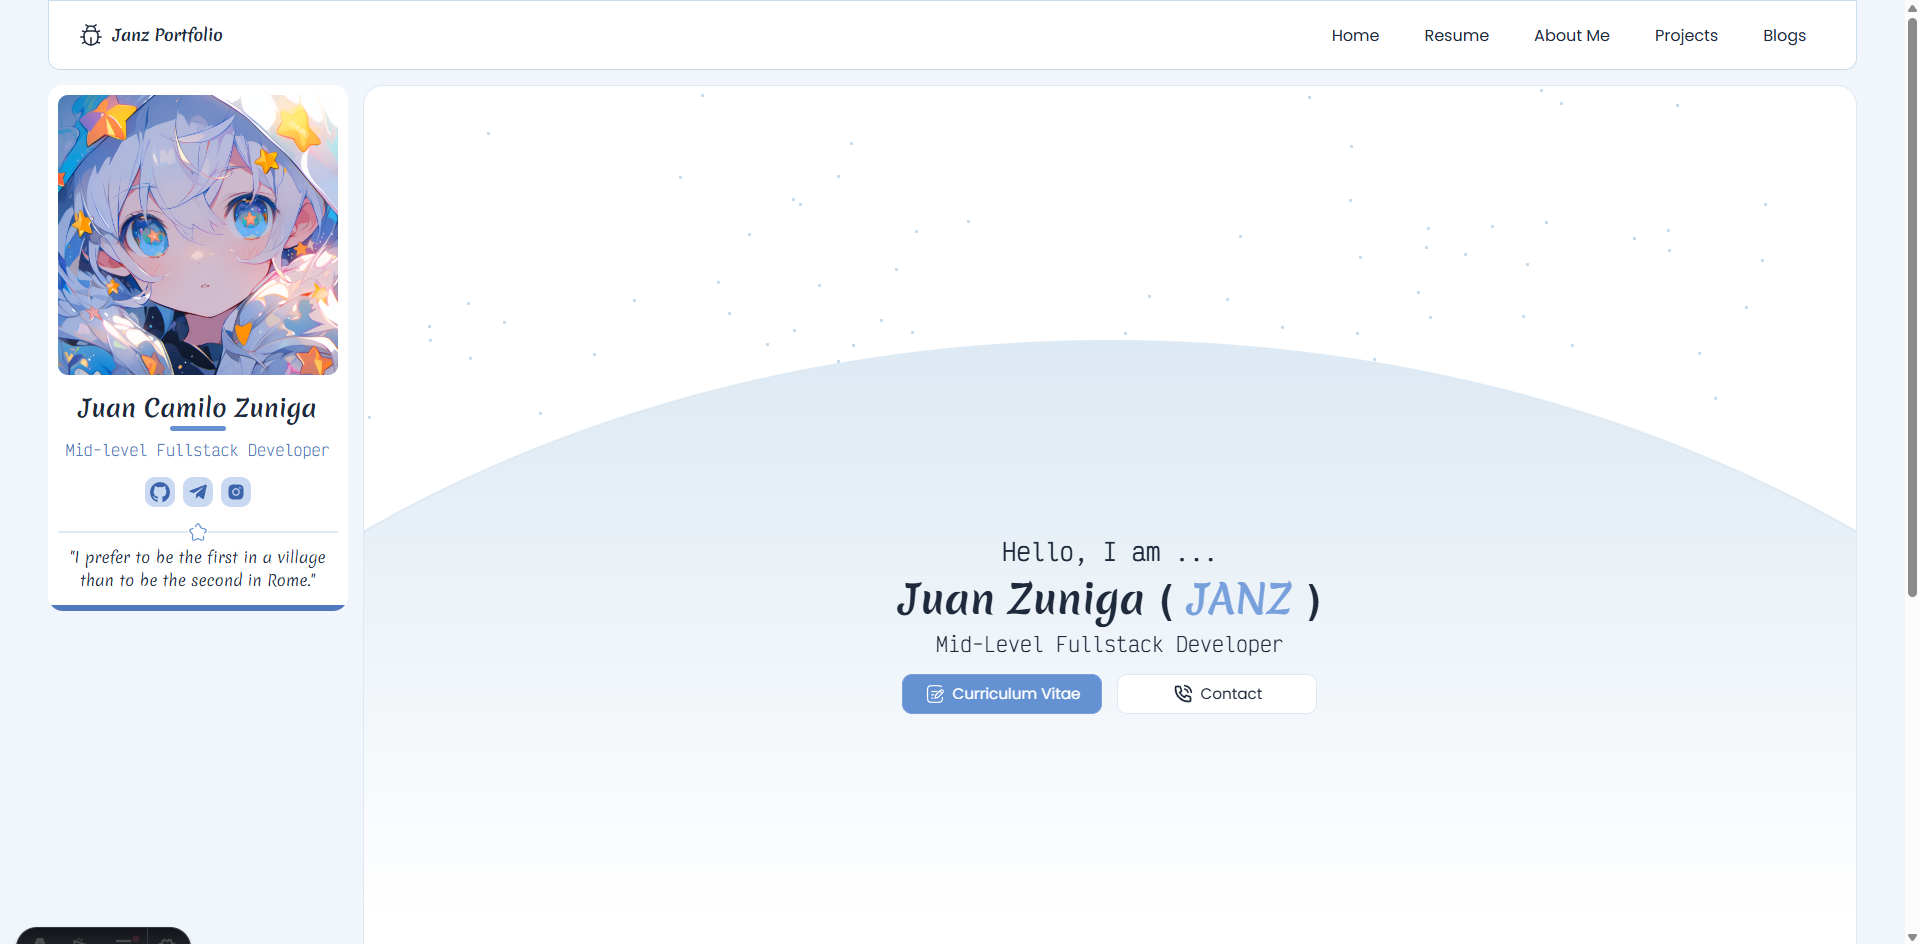 Janz Portfolio
Home Resume About Me Projects Blogs
Juan Camilo Zuniga
Mid-level Fullstack Developer
"I prefer to be the first in a village
than to be the second in Rome."
Hello, I am ...
Juan Zuniga ( JANZ )
Mid-Level Fullstack Developer
Curriculum Vitae
Contact